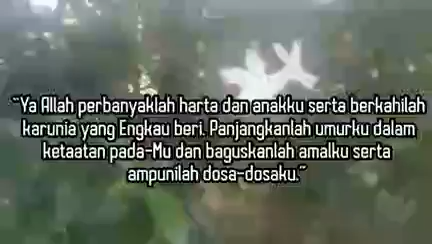 "Ya Allah perbanyaklah harta dan anakku serta berkahilah
karunia yang Engkau beri. Panjangkanlah umurku dalam
ketaatan pada-Mu dan baguskanlah amalku serta
ampunilah dosa-dosaku."